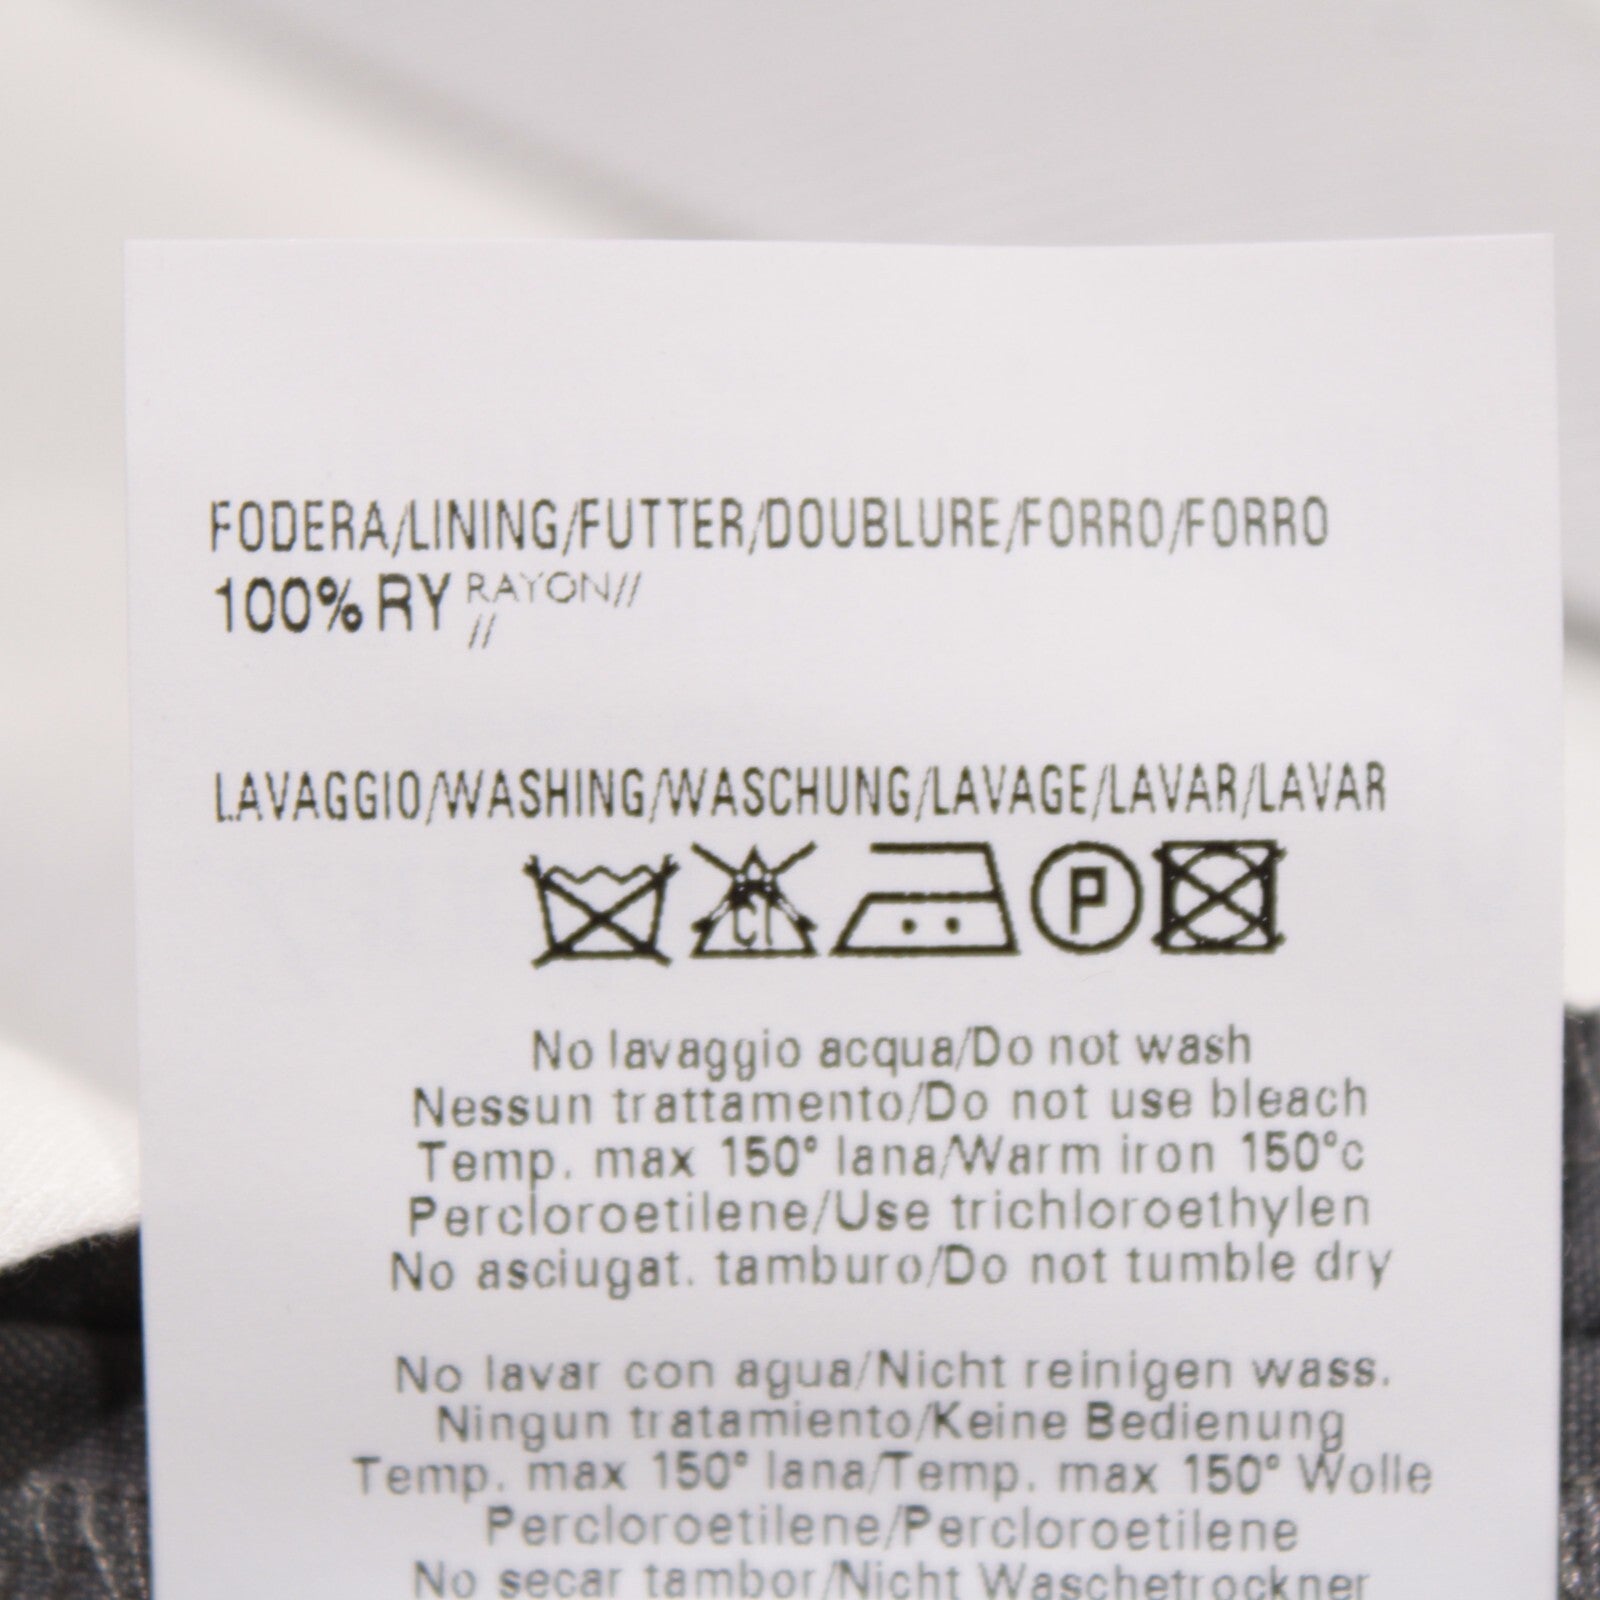 FODERA/LINING/FUTTER/DOUBLURE/FORRO/FORRO
100% RY RAYON//
//
LAVAGGIO/WASHING/WASCHUNG/LAVAGE/LAVAR/LAVAR
CL P
No lavaggio acqua/Do not wash
Nessun trattamento/Do not use bleach
Temp. max 150° lana/Warm iron 150°c
Percloroetilene/Use trichloroethylen
No asciugat. tamburo/Do not tumble dry
No lavar con agua/Nicht reinigen wass.
Ningun tratamiento/Keine Bedienung
Temp. max 150° lana/Temp. max 150° Wolle
Percloroetilene/Percloroetilene
No secar tambor/Nicht Waschetrockner